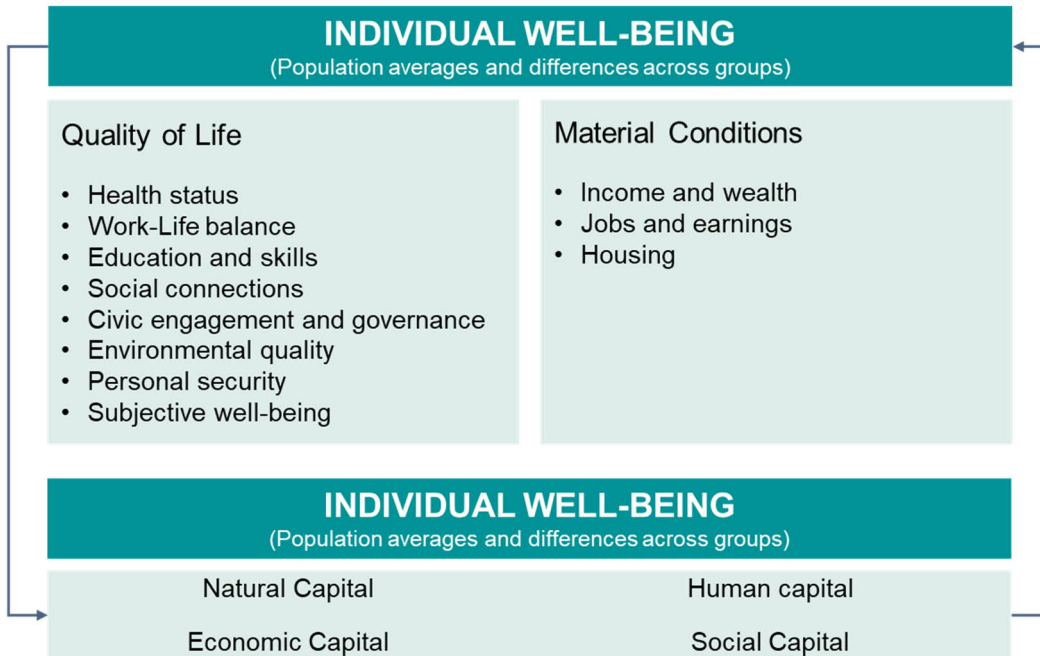 INDIVIDUAL WELL-BEING
(Population averages and differences across groups)
Quality of Life
• Health status
• Work-Life balance
• Education and skills
• Social connections
• Civic engagement and governance
• Environmental quality
• Personal security
• Subjective well-being
Material Conditions
• Income and wealth
• Jobs and earnings
• Housing
INDIVIDUAL WELL-BEING
(Population averages and differences across groups)
Natural Capital
Human capital
Economic Capital
Social Capital